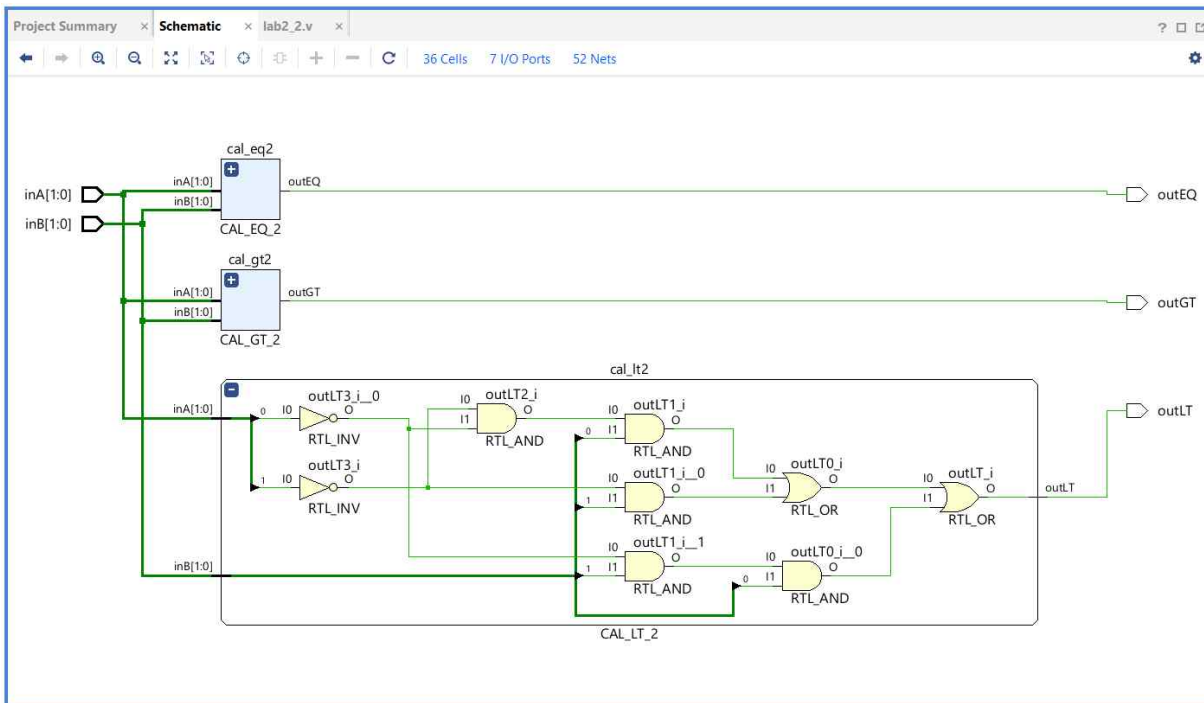 Project Summary × Schematic × lab2_2.v × ?
36 Cells 7 I/O Ports 52 Nets
cal_eq2
inA[1:0]
inB[1:0]
inA[1:0]
inB[1:0]
outEQ
CAL_EQ_2
outEQ
cal_gt2
inA[1:0]
inB[1:0]
outGT
CAL_GT_2
outGT
cal_lt2
inA[1:0]
0
I0
outLT3_i__0
O
RTL_INV
1
I0
outLT3_i
O
RTL_INV
I0
I1
outLT2_i
O
RTL_AND
0
I0
I1
outLT1_i
O
RTL_AND
1
I0
I1
outLT1_i__0
O
RTL_AND
inB[1:0]
1
I0
I1
outLT1_i__1
O
RTL_AND
I0
I1
outLT0_i
O
RTL_OR
0
I0
I1
outLT0_i__0
O
RTL_AND
I0
I1
outLT_i
O
RTL_OR
outLT
outLT
CAL_LT_2